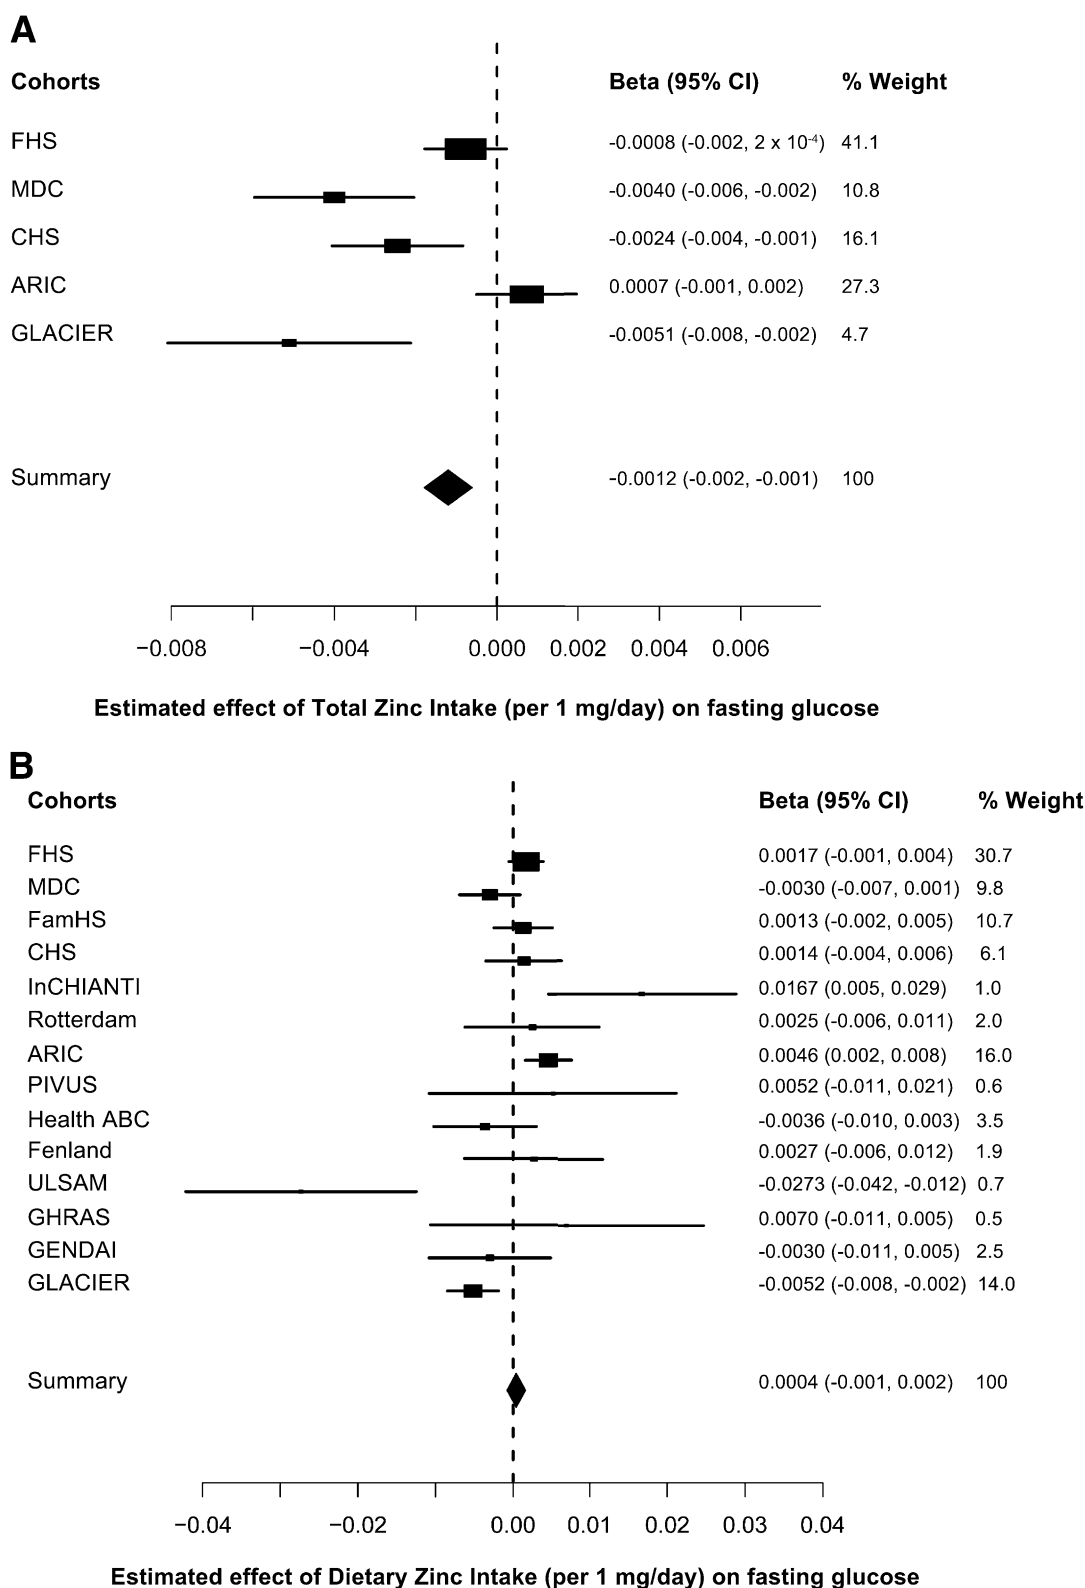 A
Cohorts Beta (95% CI) % Weight
FHS -0.0008 (-0.002, 2 x 10⁻⁴) 41.1
MDC -0.0040 (-0.006, -0.002) 10.8
CHS -0.0024 (-0.004, -0.001) 16.1
ARIC 0.0007 (-0.001, 0.002) 27.3
GLACIER -0.0051 (-0.008, -0.002) 4.7
Summary -0.0012 (-0.002, -0.001) 100
−0.008 −0.004 0.000 0.002 0.004 0.006
Estimated effect of Total Zinc Intake (per 1 mg/day) on fasting glucose
B
Cohorts Beta (95% CI) % Weight
FHS 0.0017 (-0.001, 0.004) 30.7
MDC -0.0030 (-0.007, 0.001) 9.8
FamHS 0.0013 (-0.002, 0.005) 10.7
CHS 0.0014 (-0.004, 0.006) 6.1
InCHIANTI 0.0167 (0.005, 0.029) 1.0
Rotterdam 0.0025 (-0.006, 0.011) 2.0
ARIC 0.0046 (0.002, 0.008) 16.0
PIVUS 0.0052 (-0.011, 0.021) 0.6
Health ABC -0.0036 (-0.010, 0.003) 3.5
Fenland 0.0027 (-0.006, 0.012) 1.9
ULSAM -0.0273 (-0.042, -0.012) 0.7
GHRAS 0.0070 (-0.011, 0.005) 0.5
GENDAI -0.0030 (-0.011, 0.005) 2.5
GLACIER -0.0052 (-0.008, -0.002) 14.0
Summary 0.0004 (-0.001, 0.002) 100
−0.04 −0.02 0.00 0.01 0.02 0.03 0.04
Estimated effect of Dietary Zinc Intake (per 1 mg/day) on fasting glucose